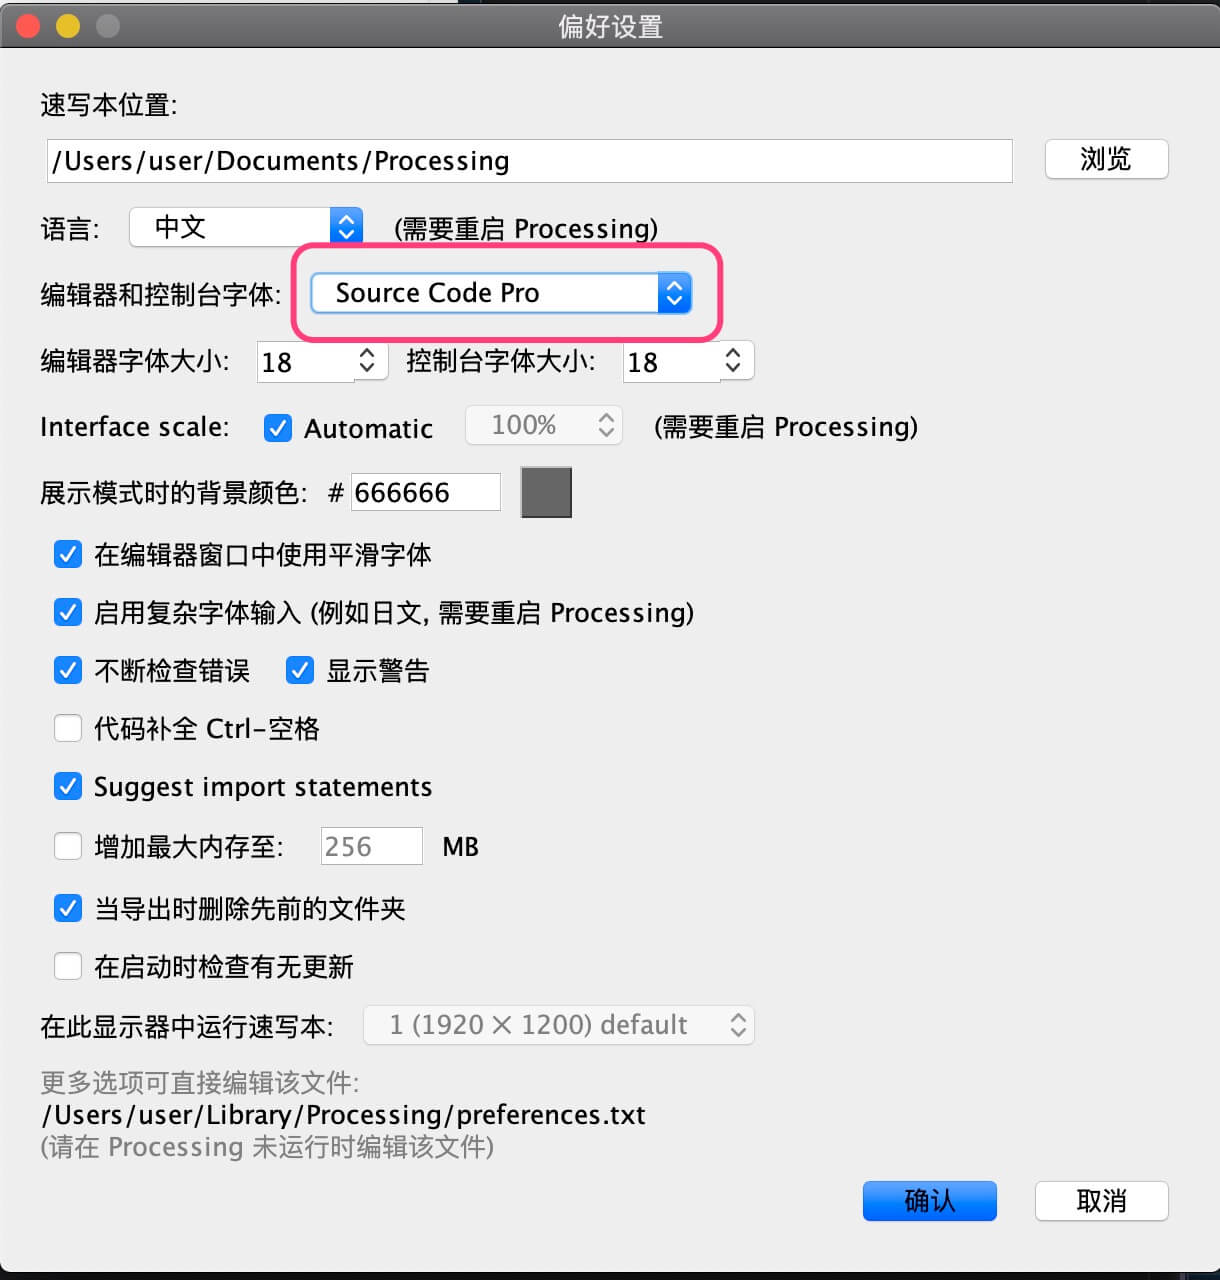 偏好设置
速写本位置:
/Users/user/Documents/Processing 浏览
语言: 中文 (需要重启 Processing)
编辑器和控制台字体: Source Code Pro
编辑器字体大小: 18 控制台字体大小: 18
Interface scale: Automatic 100% (需要重启 Processing)
展示模式时的背景颜色: # 666666
在编辑器窗口中使用平滑字体
启用复杂字体输入 (例如日文, 需要重启 Processing)
不断检查错误 显示警告
代码补全 Ctrl-空格
Suggest import statements
增加最大内存至: 256 MB
当导出时删除先前的文件夹
在启动时检查有无更新
在此显示器中运行速写本: 1 (1920 × 1200) default
更多选项可直接编辑该文件:
/Users/user/Library/Processing/preferences.txt
(请在 Processing 未运行时编辑该文件)
确认 取消